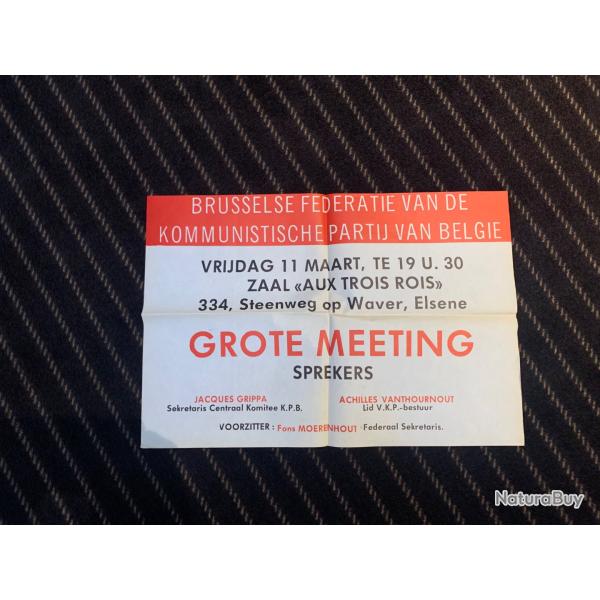 BRUSSELSE FEDERATIE VAN DE
KOMMUNISTISCHE PARTIJ VAN BELGIE
VRIJDAG 11 MAART, TE 19 U. 30
ZAAL «AUX TROIS ROIS»
334, Steenweg op Waver, Elsene
GROTE MEETING
SPREKERS
JACQUES GRIPPA
Sekretaris Centraal Komitee K.P.B.
ACHILLES VANTHOURNOUT
Lid V.K.P.-bestuur
VOORZITTER : Fons MOERENHOUT Federaal Sekretaris.
NaturaBuy